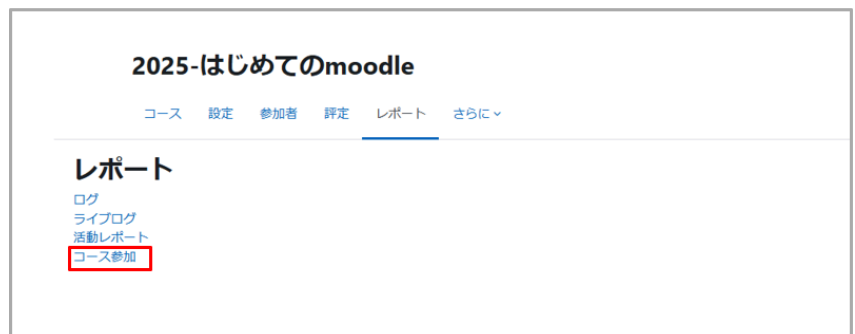 2025-はじめてのmoodle
コース 設定 参加者 評定 レポート さらに
レポート
ログ
ライブログ
活動レポート
コース参加